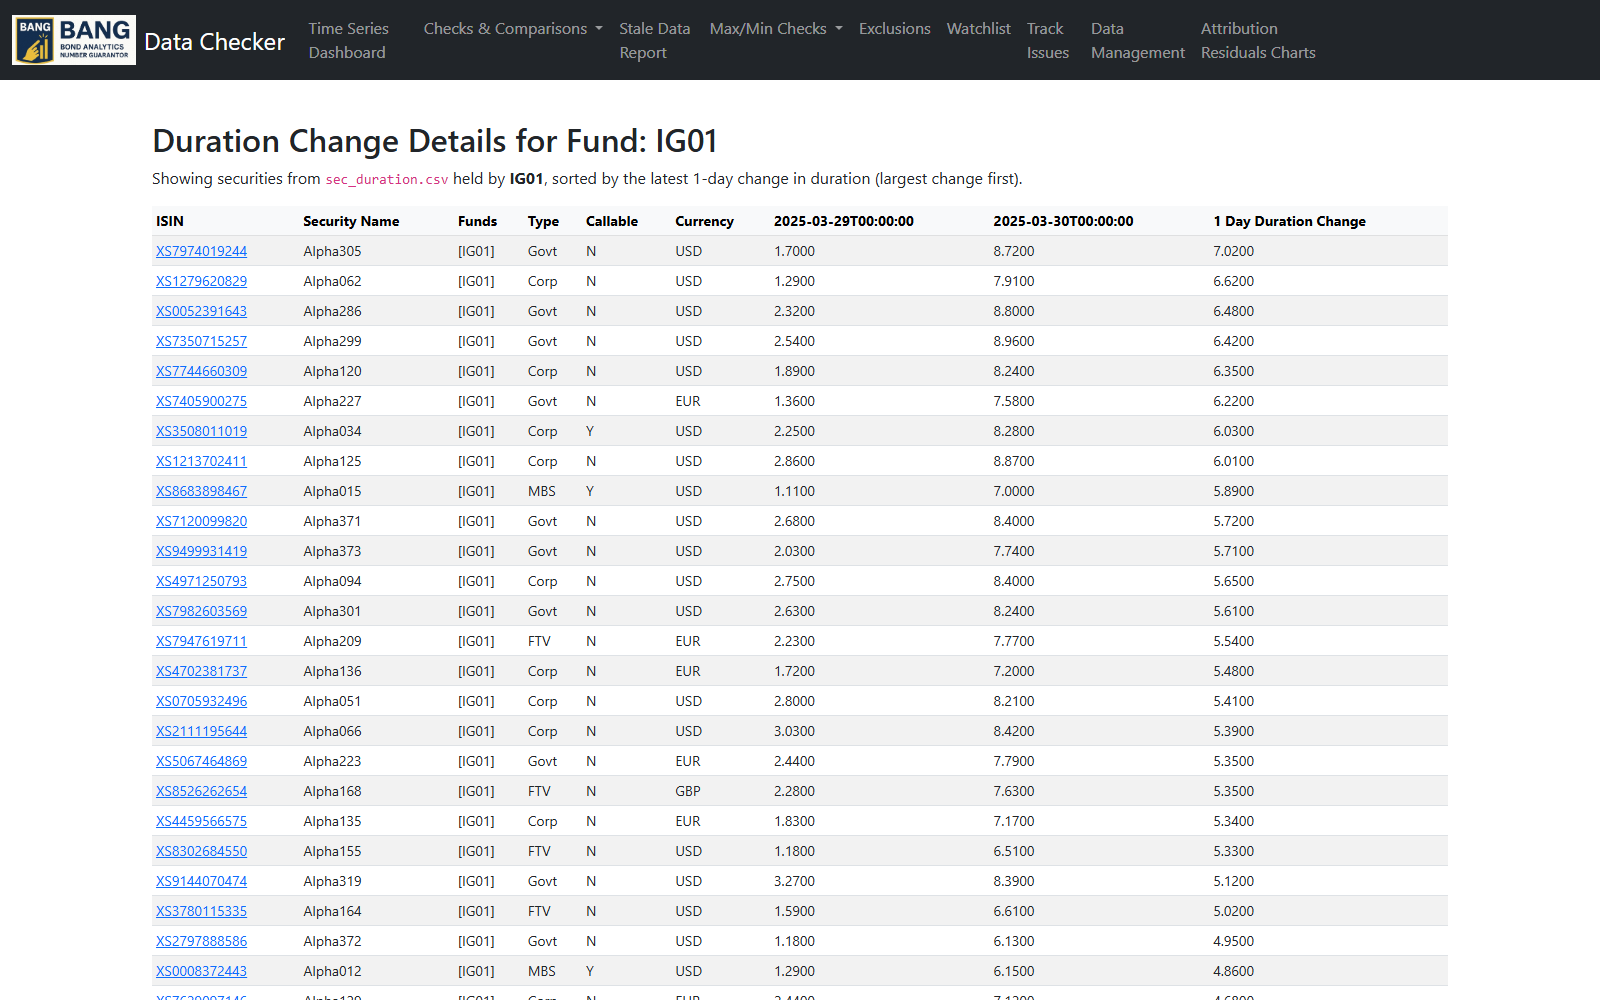 BANG BANG
BOND ANALYTICS
NUMBER GUARANTOR
Data Checker
Time Series Dashboard
Checks & Comparisons
Stale Data Report
Max/Min Checks
Exclusions
Watchlist
Track Issues
Data Management
Attribution Residuals Charts
Duration Change Details for Fund: IG01
Showing securities from sec_duration.csv held by IG01, sorted by the latest 1-day change in duration (largest change first).
ISIN Security Name Funds Type Callable Currency 2025-03-29T00:00:00 2025-03-30T00:00:00 1 Day Duration Change
XS7974019244 Alpha305 [IG01] Govt N USD 1.7000 8.7200 7.0200
XS1279620829 Alpha062 [IG01] Corp N USD 1.2900 7.9100 6.6200
XS0052391643 Alpha286 [IG01] Govt N USD 2.3200 8.8000 6.4800
XS7350715257 Alpha299 [IG01] Govt N USD 2.5400 8.9600 6.4200
XS7744660309 Alpha120 [IG01] Corp N USD 1.8900 8.2400 6.3500
XS7405900275 Alpha227 [IG01] Govt N EUR 1.3600 7.5800 6.2200
XS3508011019 Alpha034 [IG01] Corp Y USD 2.2500 8.2800 6.0300
XS1213702411 Alpha125 [IG01] Corp N USD 2.8600 8.8700 6.0100
XS8683898467 Alpha015 [IG01] MBS Y USD 1.1100 7.0000 5.8900
XS7120099820 Alpha371 [IG01] Govt N USD 2.6800 8.4000 5.7200
XS9499931419 Alpha373 [IG01] Govt N USD 2.0300 7.7400 5.7100
XS4971250793 Alpha094 [IG01] Corp N USD 2.7500 8.4000 5.6500
XS7982603569 Alpha301 [IG01] Govt N USD 2.6300 8.2400 5.6100
XS7947619711 Alpha209 [IG01] FTV N EUR 2.2300 7.7700 5.5400
XS4702381737 Alpha136 [IG01] Corp N EUR 1.7200 7.2000 5.4800
XS0705932496 Alpha051 [IG01] Corp N USD 2.8000 8.2100 5.4100
XS2111195644 Alpha066 [IG01] Corp N USD 3.0300 8.4200 5.3900
XS5067464869 Alpha223 [IG01] Govt N EUR 2.4400 7.7900 5.3500
XS8526262654 Alpha168 [IG01] FTV N GBP 2.2800 7.6300 5.3500
XS4459566575 Alpha135 [IG01] Corp N EUR 1.8300 7.1700 5.3400
XS8302684550 Alpha155 [IG01] FTV N USD 1.1800 6.5100 5.3300
XS9144070474 Alpha319 [IG01] Govt N USD 3.2700 8.3900 5.1200
XS3780115335 Alpha164 [IG01] FTV N USD 1.5900 6.6100 5.0200
XS2797888586 Alpha372 [IG01] Govt N USD 1.1800 6.1300 4.9500
XS0008372443 Alpha012 [IG01] MBS Y USD 1.2900 6.1500 4.8600